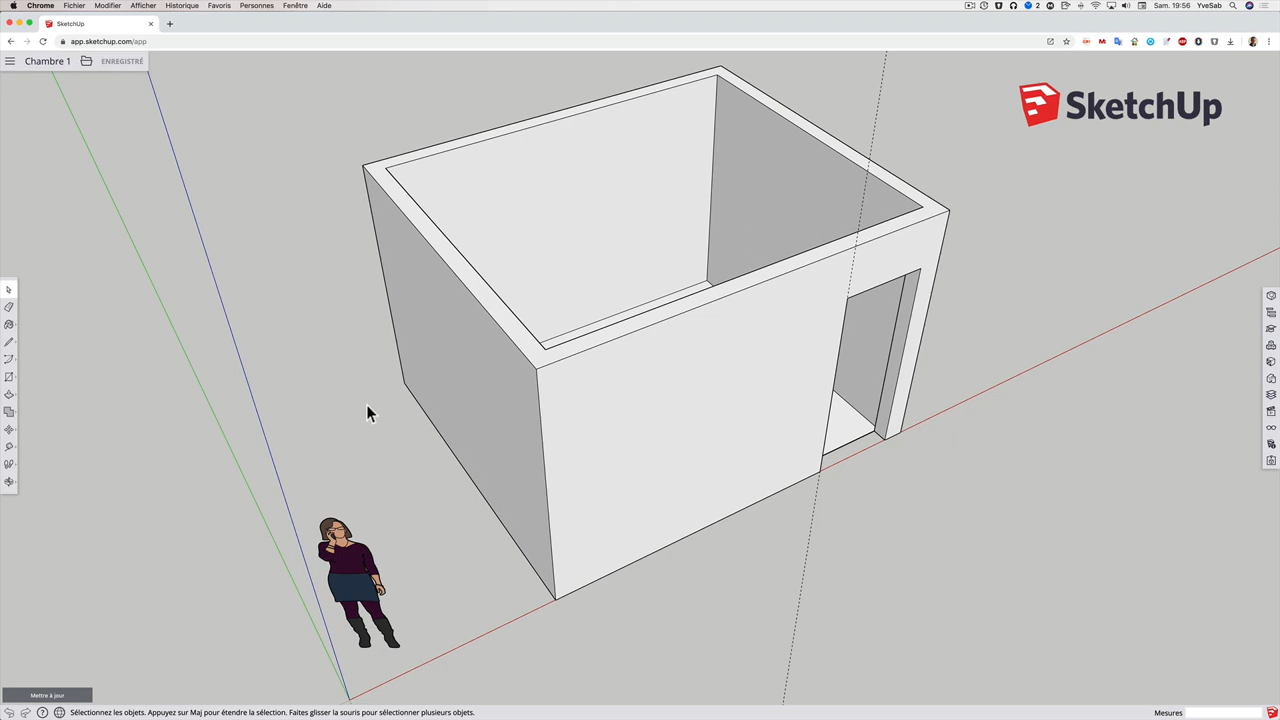 Chrome Fichier Modifier Afficher Historique Favoris Personnes Fenêtre Aide
2 Sam. 19:56 YveSab
SketchUp
app.sketchup.com/app
Chambre 1 ENREGISTRÉ
SketchUp
Mettre à jour
Sélectionnez les objets. Appuyez sur Maj pour étendre la sélection. Faites glisser la souris pour sélectionner plusieurs objets.
Mesures